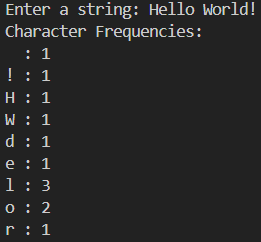 Enter a string: Hello World!
Character Frequencies:
  : 1
! : 1
H : 1
W : 1
d : 1
e : 1
l : 3
o : 2
r : 1